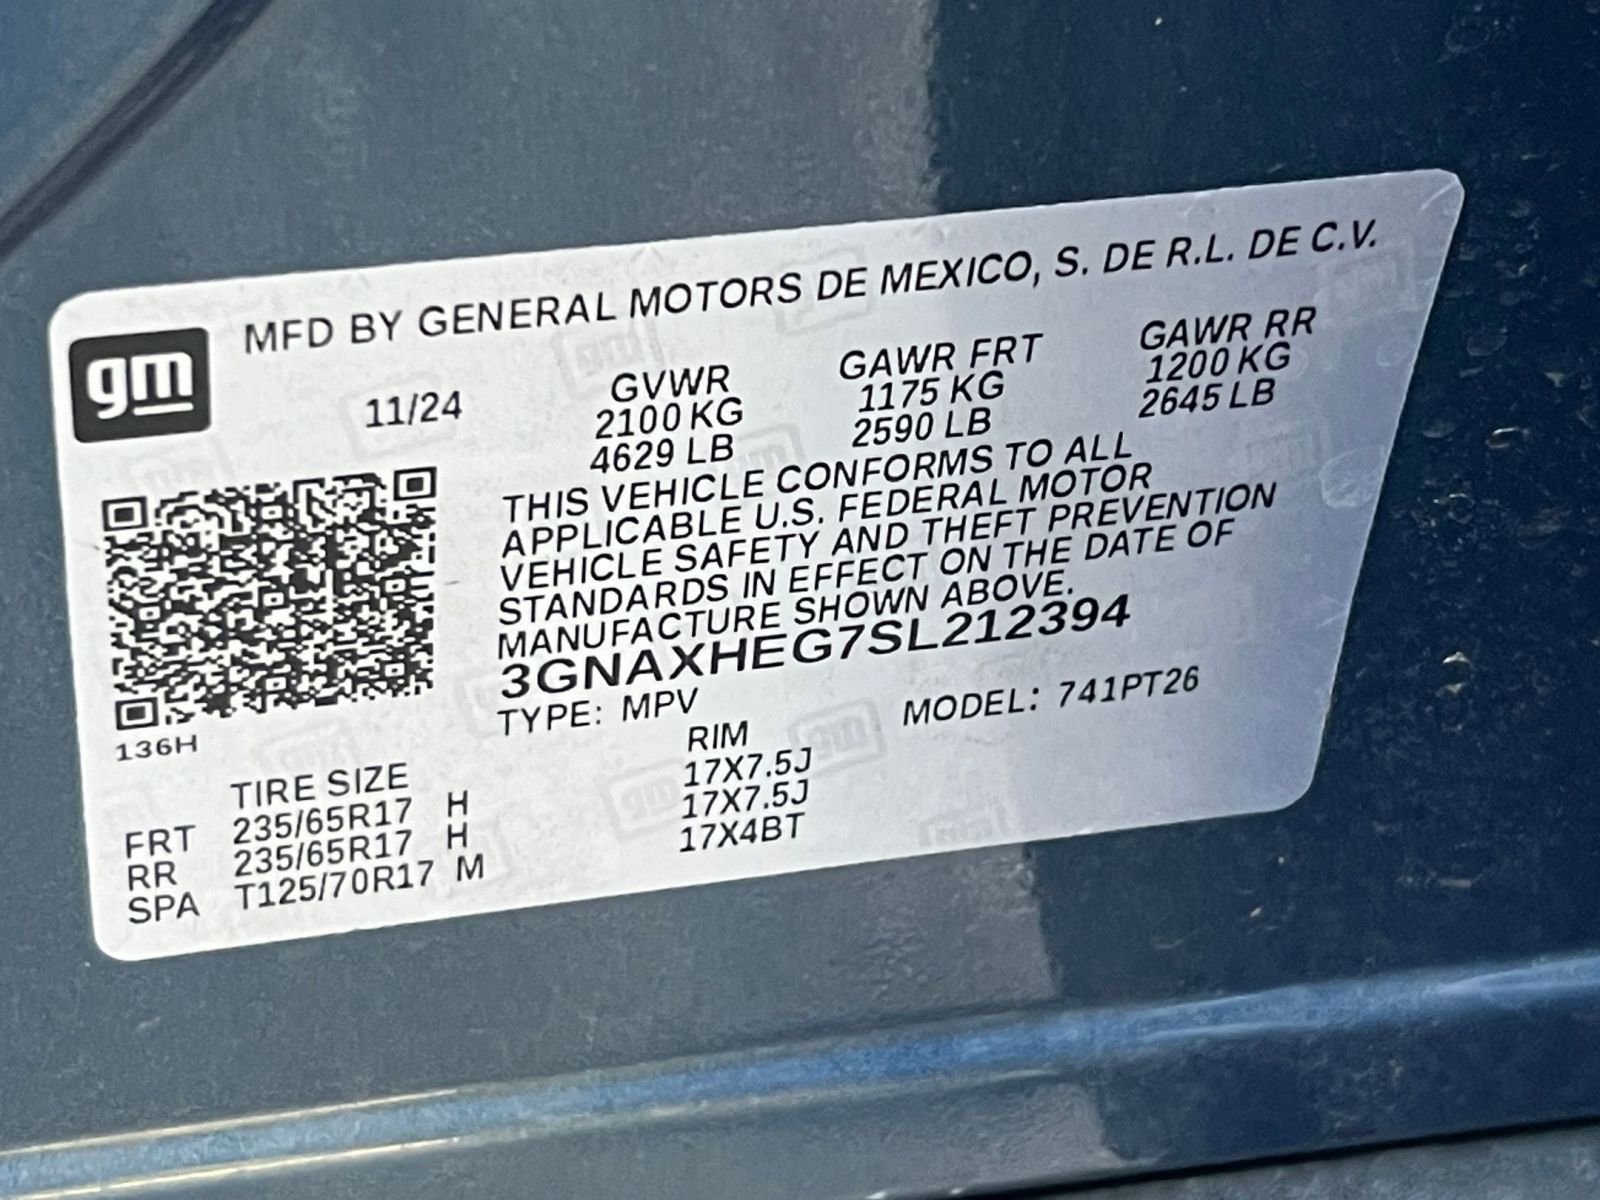 gm
MFD BY GENERAL MOTORS DE MEXICO, S. DE R.L. DE C.V.
11/24
GVWR
2100 KG
4629 LB
GAWR FRT
1175 KG
2590 LB
GAWR RR
1200 KG
2645 LB
THIS VEHICLE CONFORMS TO ALL
APPLICABLE U.S. FEDERAL MOTOR
VEHICLE SAFETY AND THEFT PREVENTION
STANDARDS IN EFFECT ON THE DATE OF
MANUFACTURE SHOWN ABOVE.
3GNAXHEG7SL212394
TYPE: MPV MODEL: 741PT26
136H
TIRE SIZE RIM
FRT 235/65R17 H 17X7.5J
RR 235/65R17 H 17X7.5J
SPA T125/70R17 M 17X4BT